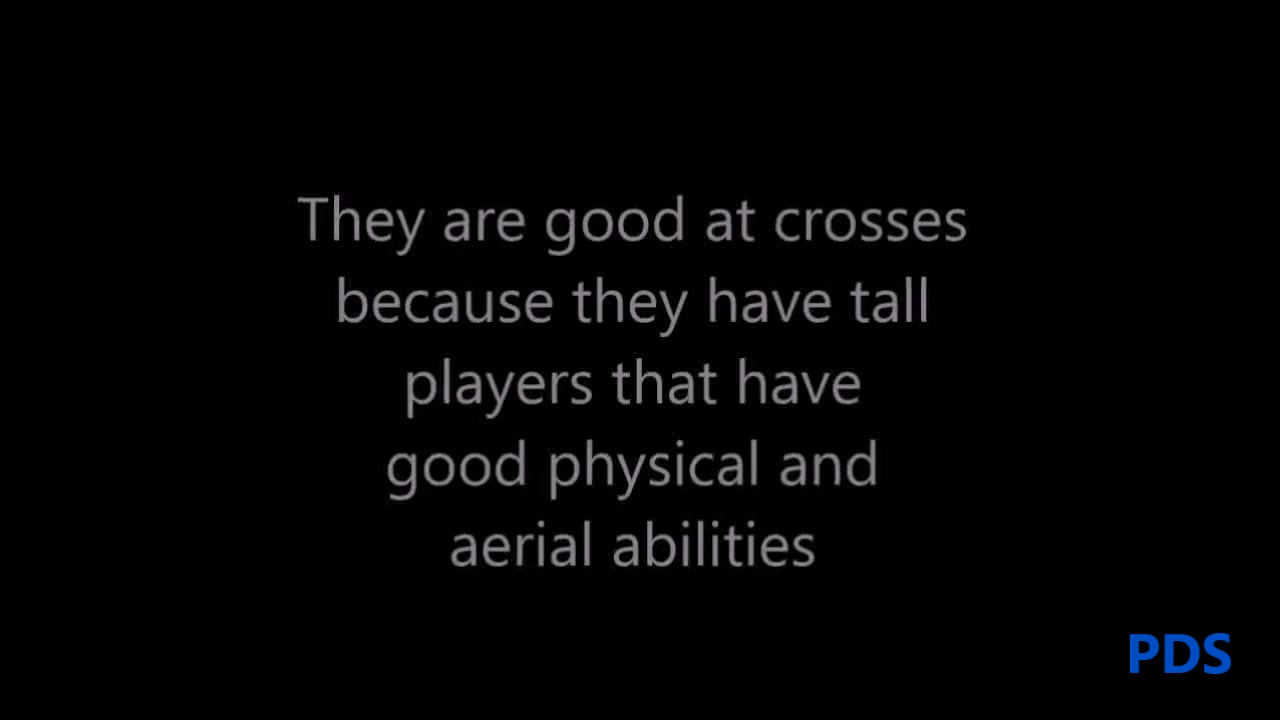 They are good at crosses
because they have tall
players that have
good physical and
aerial abilities
PDS